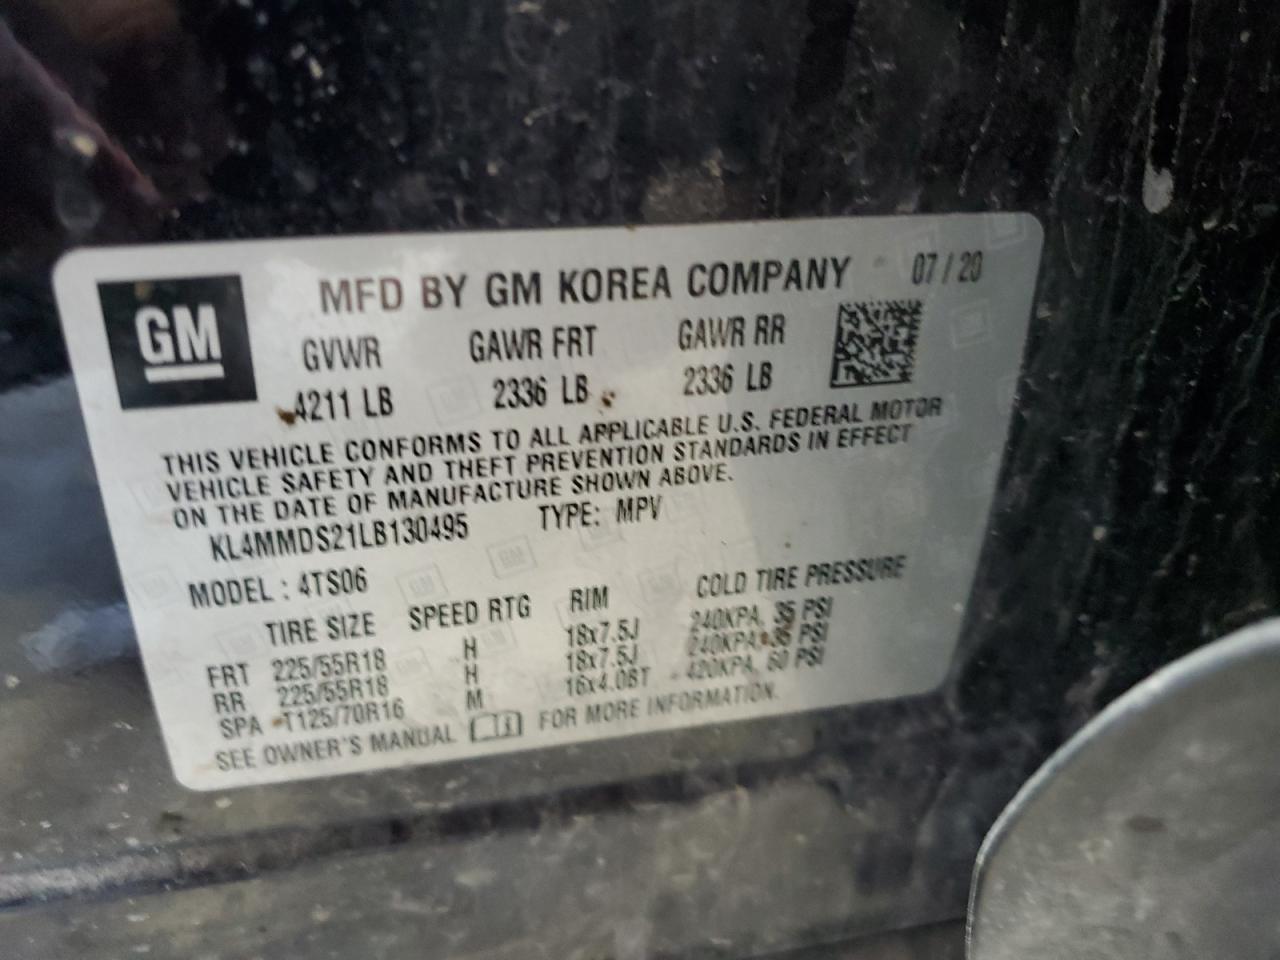 GM
MFD BY GM KOREA COMPANY 07 / 20
GVWR GAWR FRT GAWR RR
4211 LB 2336 LB 2336 LB
THIS VEHICLE CONFORMS TO ALL APPLICABLE U.S. FEDERAL MOTOR
VEHICLE SAFETY AND THEFT PREVENTION STANDARDS IN EFFECT
ON THE DATE OF MANUFACTURE SHOWN ABOVE.
KL4MMDS21LB130495 TYPE: MPV
MODEL : 4TS06
TIRE SIZE SPEED RTG RIM COLD TIRE PRESSURE
FRT 225/55R18 H 18x7.5J 240KPA, 35 PSI
RR 225/55R18 H 18x7.5J 240KPA, 35 PSI
SPA T125/70R16 M 16x4.0BT 420KPA, 60 PSI
SEE OWNER'S MANUAL FOR MORE INFORMATION.